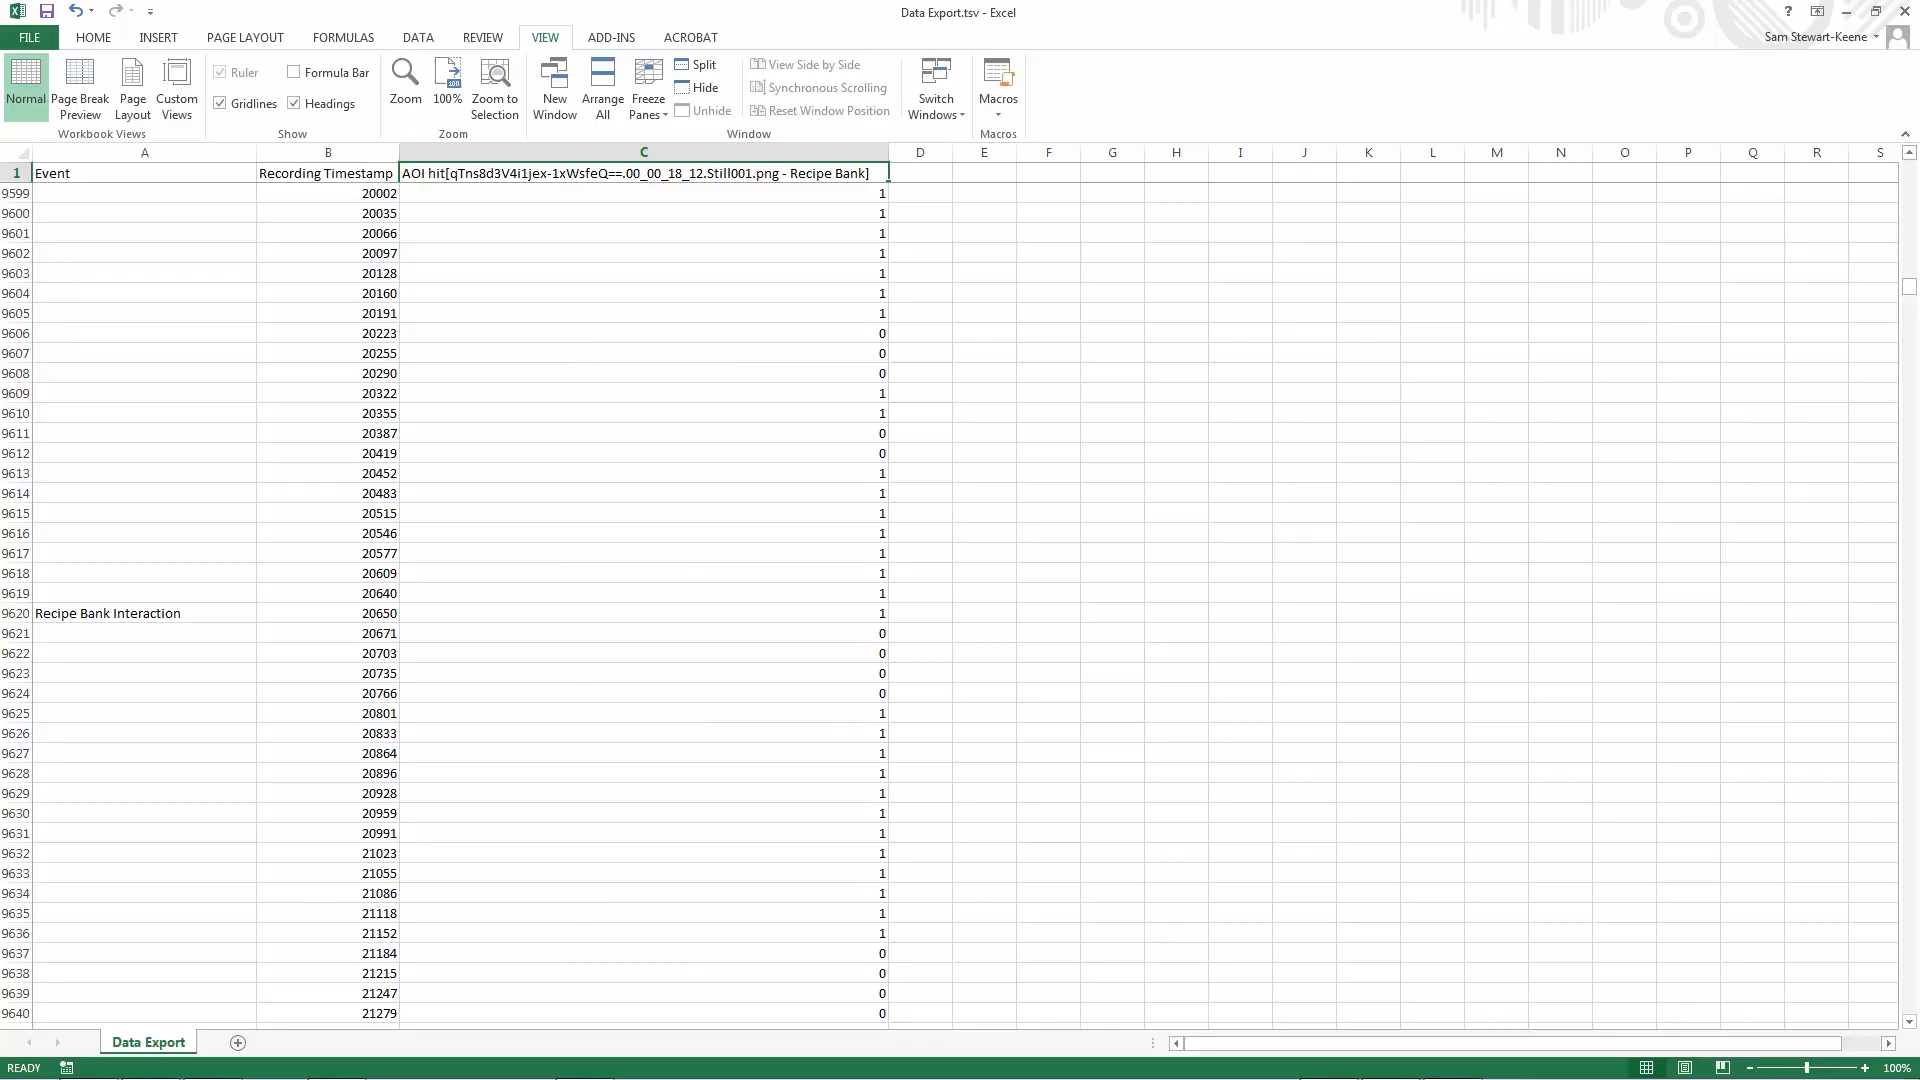 Data Export.tsv - Excel
FILE HOME INSERT PAGE LAYOUT FORMULAS DATA REVIEW VIEW ADD-INS ACROBAT Sam Stewart-Keene
Normal
Page Break Preview
Page Layout
Custom Views
Workbook Views
Ruler Formula Bar
Gridlines Headings
Show
Zoom
100%
Zoom to Selection
Zoom
New Window
Arrange All
Freeze Panes
Split
Hide
Unhide
View Side by Side
Synchronous Scrolling
Reset Window Position
Window
Switch Windows
Macros
Macros
A B C D E F G H I J K L M N O P Q R S
1 Event Recording Timestamp AOI hit[qTns8d3V4i1jex-1xWsfeQ==.00_00_18_12.Still001.png - Recipe Bank]
9599 20002 1
9600 20035 1
9601 20066 1
9602 20097 1
9603 20128 1
9604 20160 1
9605 20191 1
9606 20223 0
9607 20255 0
9608 20290 0
9609 20322 1
9610 20355 1
9611 20387 0
9612 20419 0
9613 20452 1
9614 20483 1
9615 20515 1
9616 20546 1
9617 20577 1
9618 20609 1
9619 20640 1
9620 Recipe Bank Interaction 20650 1
9621 20671 0
9622 20703 0
9623 20735 0
9624 20766 0
9625 20801 1
9626 20833 1
9627 20864 1
9628 20896 1
9629 20928 1
9630 20959 1
9631 20991 1
9632 21023 1
9633 21055 1
9634 21086 1
9635 21118 1
9636 21152 1
9637 21184 0
9638 21215 0
9639 21247 0
9640 21279 0
Data Export
READY 100%